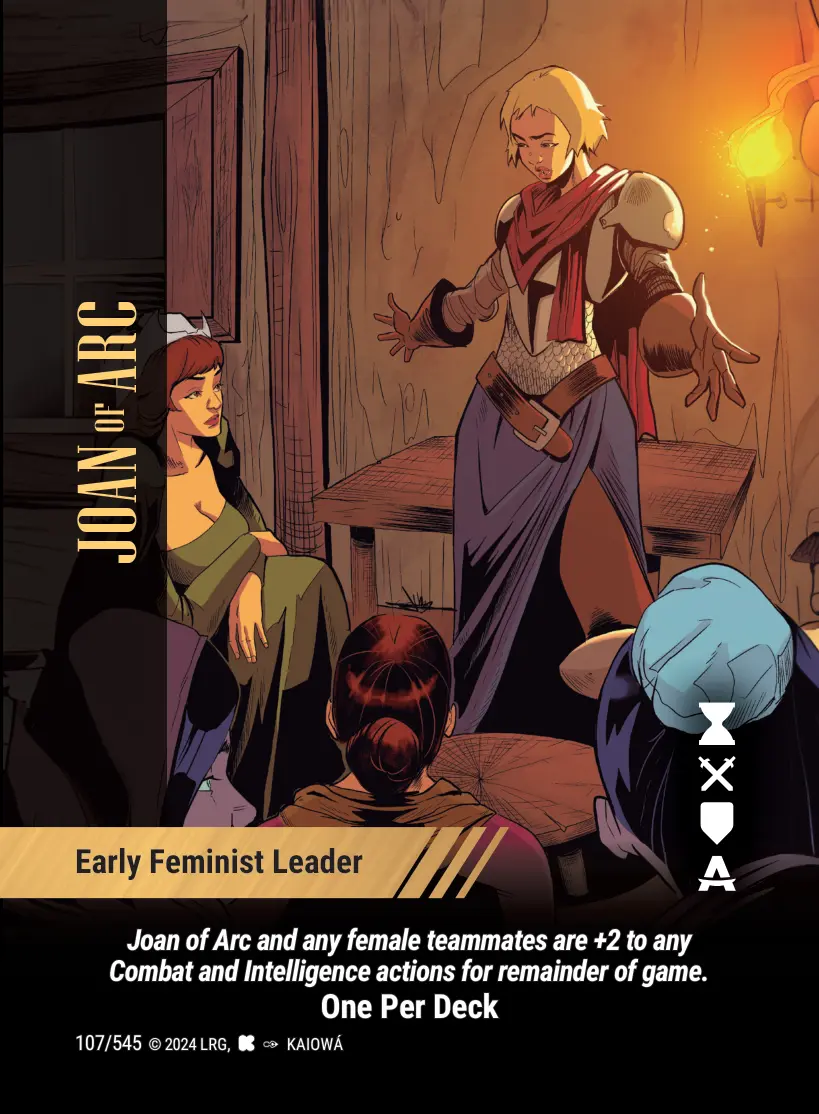 JOAN OF ARC
Early Feminist Leader
Joan of Arc and any female teammates are +2 to any
Combat and Intelligence actions for remainder of game.
One Per Deck
107/545 © 2024 LRG, KAIOWÁ